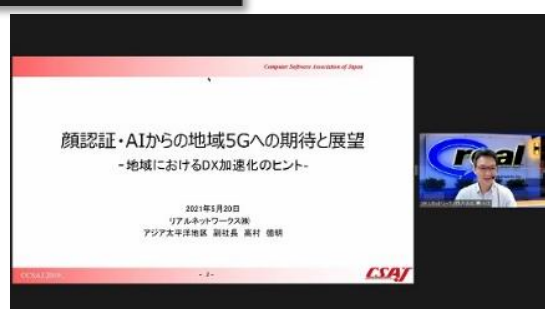 Computer Software Association of Japan
顔認証・AIからの地域5Gへの期待と展望
-地域におけるDX加速化のヒント-
2021年5月20日
リアルネットワークス㈱
アジア太平洋地区 副社長 高村 徳明
- 1 -
CSAJ
real